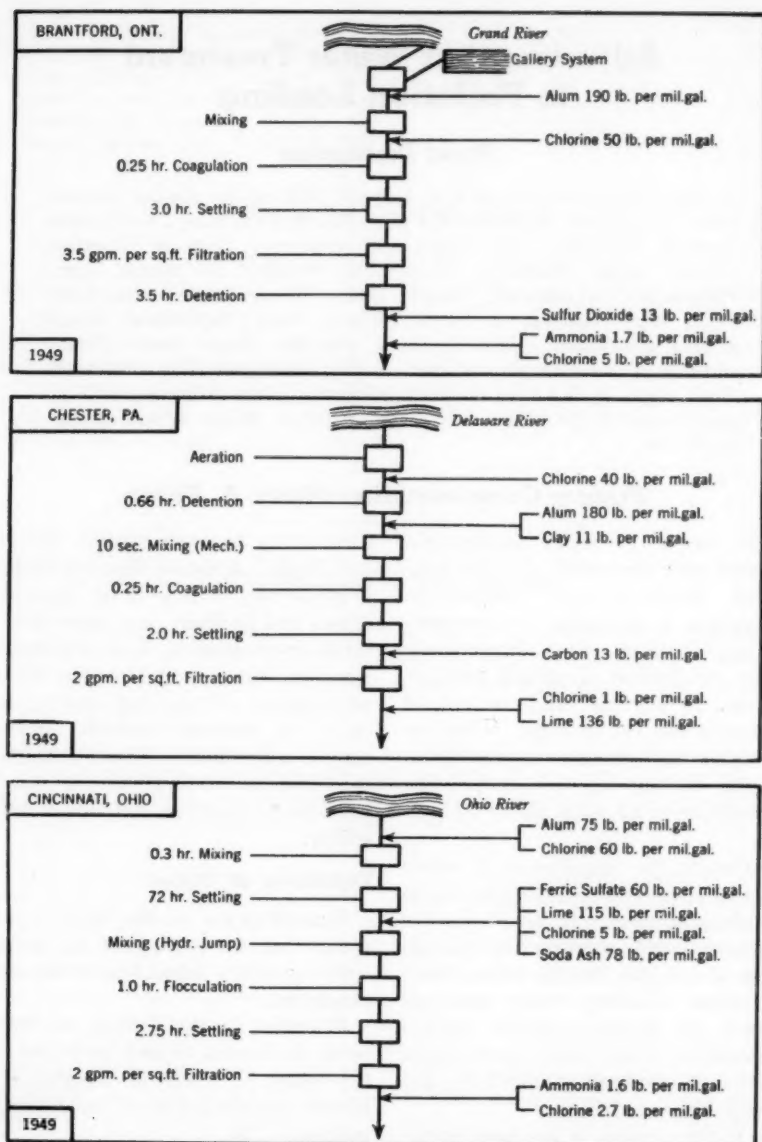 BRANTFORD, ONT.
Grand River
Gallery System
Alum 190 lb. per mil.gal.
Mixing
Chlorine 50 lb. per mil.gal.
0.25 hr. Coagulation
3.0 hr. Settling
3.5 gpm. per sq.ft. Filtration
3.5 hr. Detention
Sulfur Dioxide 13 lb. per mil.gal.
Ammonia 1.7 lb. per mil.gal.
Chlorine 5 lb. per mil.gal.
1949
CHESTER, PA.
Delaware River
Aeration
Chlorine 40 lb. per mil.gal.
0.66 hr. Detention
Alum 180 lb. per mil.gal.
Clay 11 lb. per mil.gal.
10 sec. Mixing (Mech.)
0.25 hr. Coagulation
2.0 hr. Settling
Carbon 13 lb. per mil.gal.
2 gpm. per sq.ft. Filtration
Chlorine 1 lb. per mil.gal.
Lime 136 lb. per mil.gal.
1949
CINCINNATI, OHIO
Ohio River
Alum 75 lb. per mil.gal.
Chlorine 60 lb. per mil.gal.
0.3 hr. Mixing
72 hr. Settling
Ferric Sulfate 60 lb. per mil.gal.
Lime 115 lb. per mil.gal.
Chlorine 5 lb. per mil.gal.
Soda Ash 78 lb. per mil.gal.
Mixing (Hydr. Jump)
1.0 hr. Flocculation
2.75 hr. Settling
2 gpm. per sq.ft. Filtration
Ammonia 1.6 lb. per mil.gal.
Chlorine 2.7 lb. per mil.gal.
1949